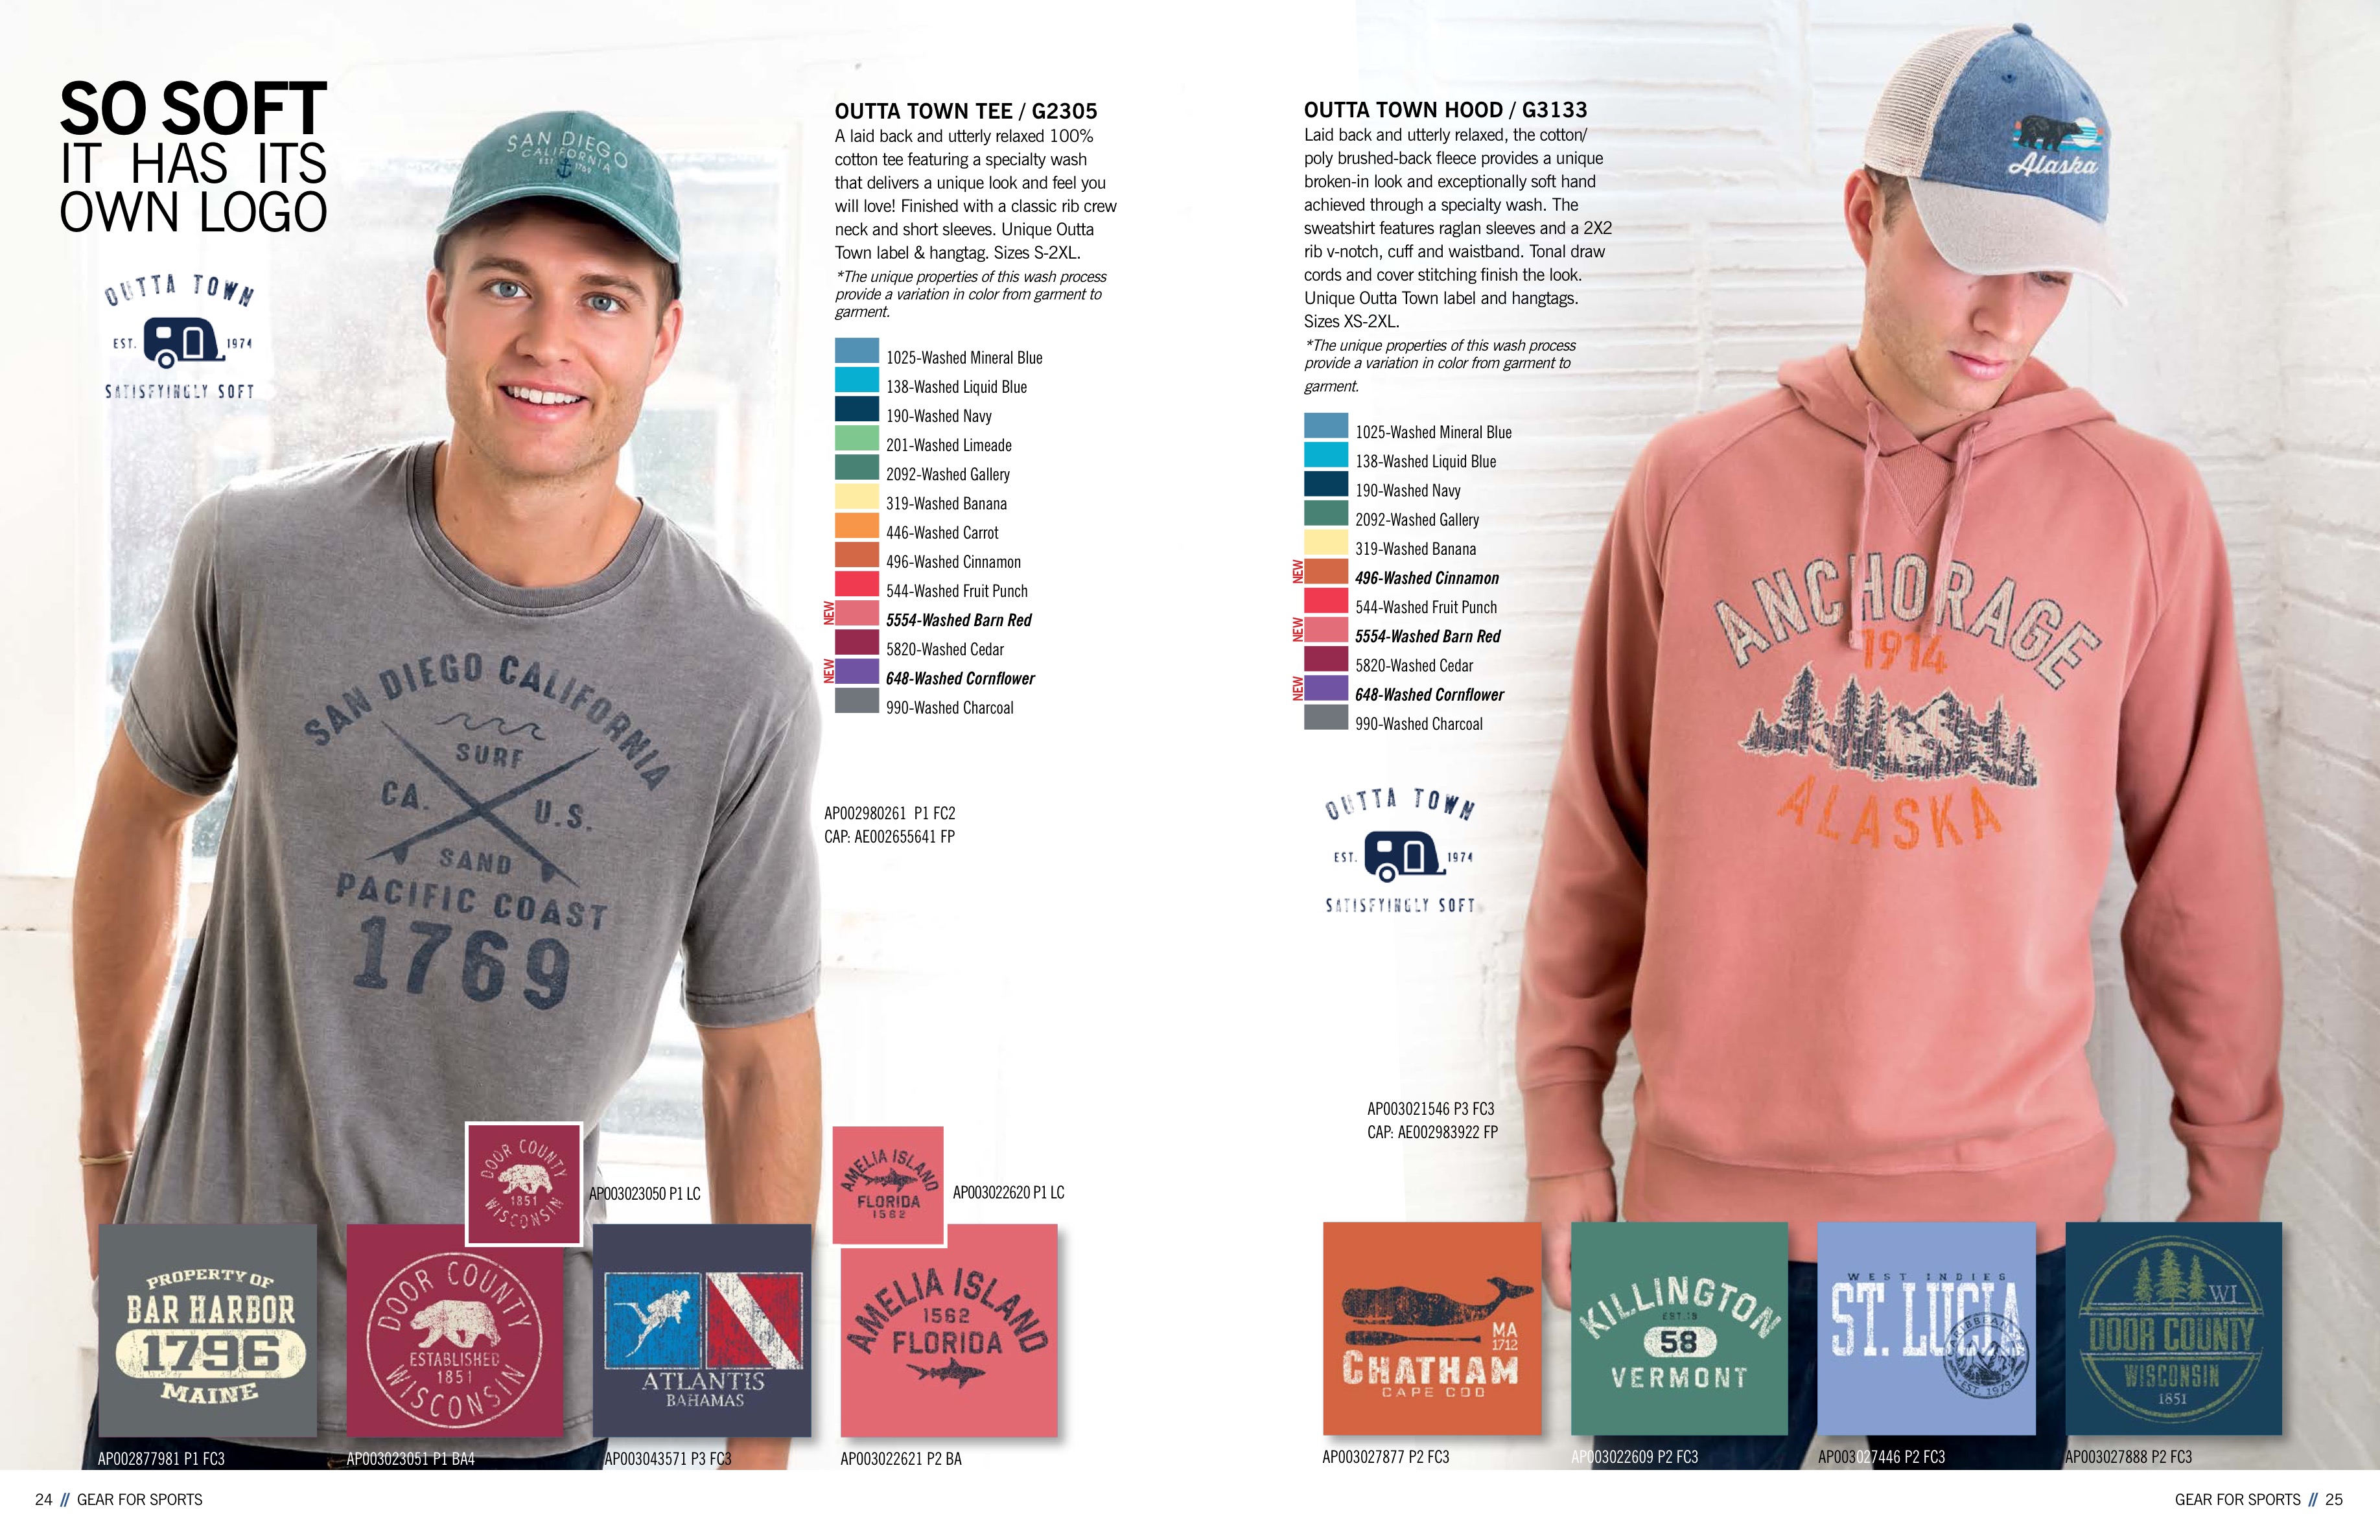 SO SOFT
IT HAS ITS
OWN LOGO
OUTTA TOWN
EST. 1974
SATISFYINGLY SOFT
SAN DIEGO
CALIFORNIA
EST. 1769
SAN DIEGO CALIFORNIA
SURF
CA. U.S.
SAND
PACIFIC COAST
1769
OUTTA TOWN TEE / G2305
A laid back and utterly relaxed 100%
cotton tee featuring a specialty wash
that delivers a unique look and feel you
will love! Finished with a classic rib crew
neck and short sleeves. Unique Outta
Town label & hangtag. Sizes S-2XL.
*The unique properties of this wash process
provide a variation in color from garment to
garment.
1025-Washed Mineral Blue
138-Washed Liquid Blue
190-Washed Navy
201-Washed Limeade
2092-Washed Gallery
319-Washed Banana
446-Washed Carrot
496-Washed Cinnamon
544-Washed Fruit Punch
NEW 5554-Washed Barn Red
5820-Washed Cedar
NEW 648-Washed Cornflower
990-Washed Charcoal
AP002980261 P1 FC2
CAP: AE002655641 FP
DOOR COUNTY
1851
WISCONSIN
AP003023050 P1 LC
AMELIA ISLAND
FLORIDA
1562
AP003022620 P1 LC
PROPERTY OF
BAR HARBOR
1796
MAINE
AP002877981 P1 FC3
DOOR COUNTY
ESTABLISHED
1851
WISCONSIN
AP003023051 P1 BA4
ATLANTIS
BAHAMAS
AP003043571 P3 FC3
AMELIA ISLAND
1562
FLORIDA
AP003022621 P2 BA
24 // GEAR FOR SPORTS
OUTTA TOWN HOOD / G3133
Laid back and utterly relaxed, the cotton/
poly brushed-back fleece provides a unique
broken-in look and exceptionally soft hand
achieved through a specialty wash. The
sweatshirt features raglan sleeves and a 2X2
rib v-notch, cuff and waistband. Tonal draw
cords and cover stitching finish the look.
Unique Outta Town label and hangtags.
Sizes XS-2XL.
*The unique properties of this wash process
provide a variation in color from garment to
garment.
1025-Washed Mineral Blue
138-Washed Liquid Blue
190-Washed Navy
2092-Washed Gallery
319-Washed Banana
NEW 496-Washed Cinnamon
544-Washed Fruit Punch
NEW 5554-Washed Barn Red
5820-Washed Cedar
NEW 648-Washed Cornflower
990-Washed Charcoal
OUTTA TOWN
EST. 1974
SATISFYINGLY SOFT
Alaska
ANCHORAGE
1914
ALASKA
AP003021546 P3 FC3
CAP: AE002983922 FP
MA
1712
CHATHAM
CAPE COD
AP003027877 P2 FC3
KILLINGTON
EST. 19
58
VERMONT
AP003022609 P2 FC3
WEST INDIES
ST. LUCIA
CARIBBEAN
EST. 1979
AP003027446 P2 FC3
WI
DOOR COUNTY
WISCONSIN
1851
AP003027888 P2 FC3
GEAR FOR SPORTS // 25